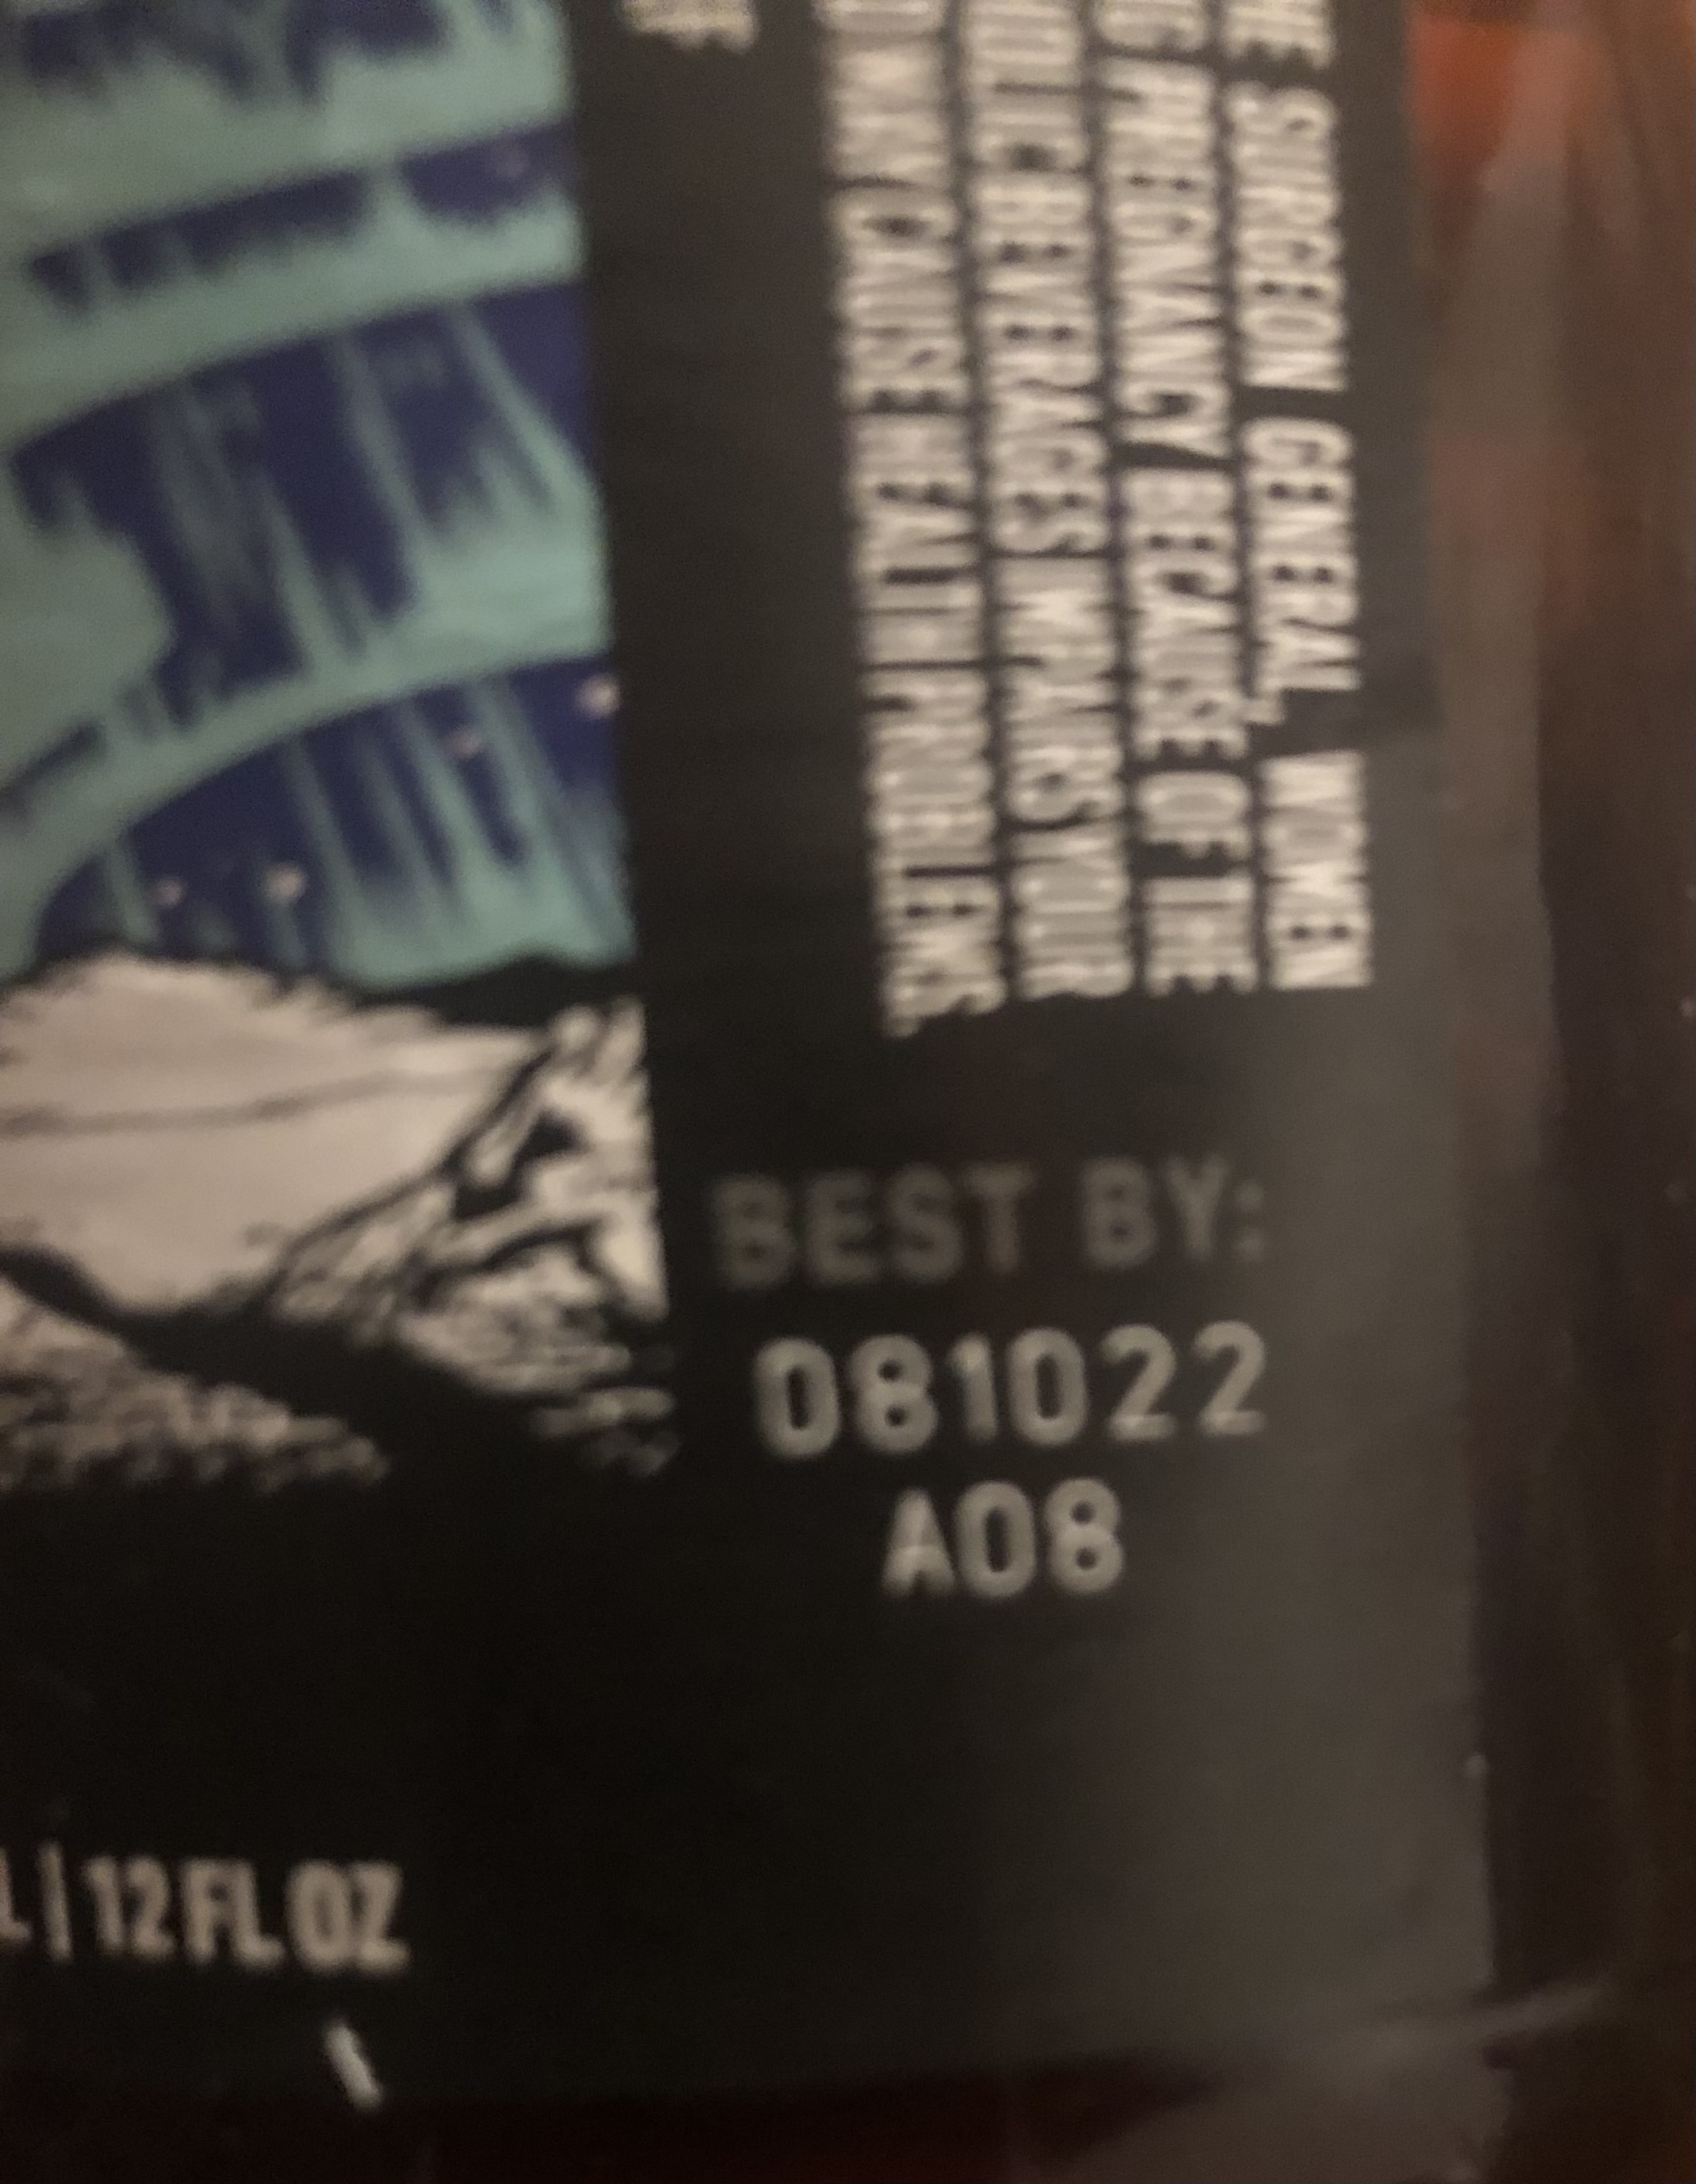 E SURGEON GENERAL, WOMEN
G PREGNANCY BECAUSE OF THE
BEVERAGES IMPAIRS YOUR
MAY CAUSE HEALTH PROBLEMS.
BEST BY:
081022
A08
L | 12 FL OZ